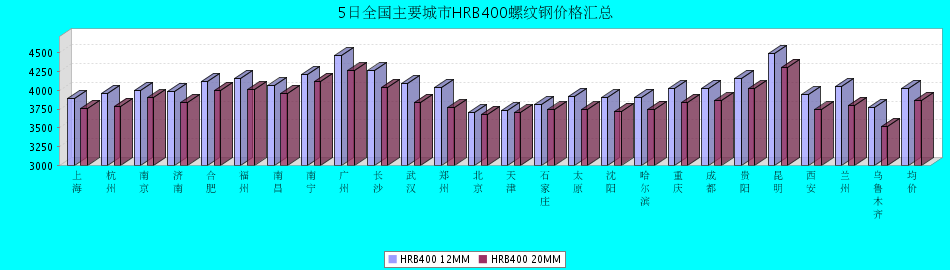 5日全国主要城市HRB400螺纹钢价格汇总
4500
4250
4000
3750
3500
3250
3000
上海
杭州
南京
济南
合肥
福州
南昌
南宁
广州
长沙
武汉
郑州
北京
天津
石家庄
太原
沈阳
哈尔滨
重庆
成都
贵阳
昆明
西安
兰州
乌鲁木齐
均价
HRB400 12MM
HRB400 20MM